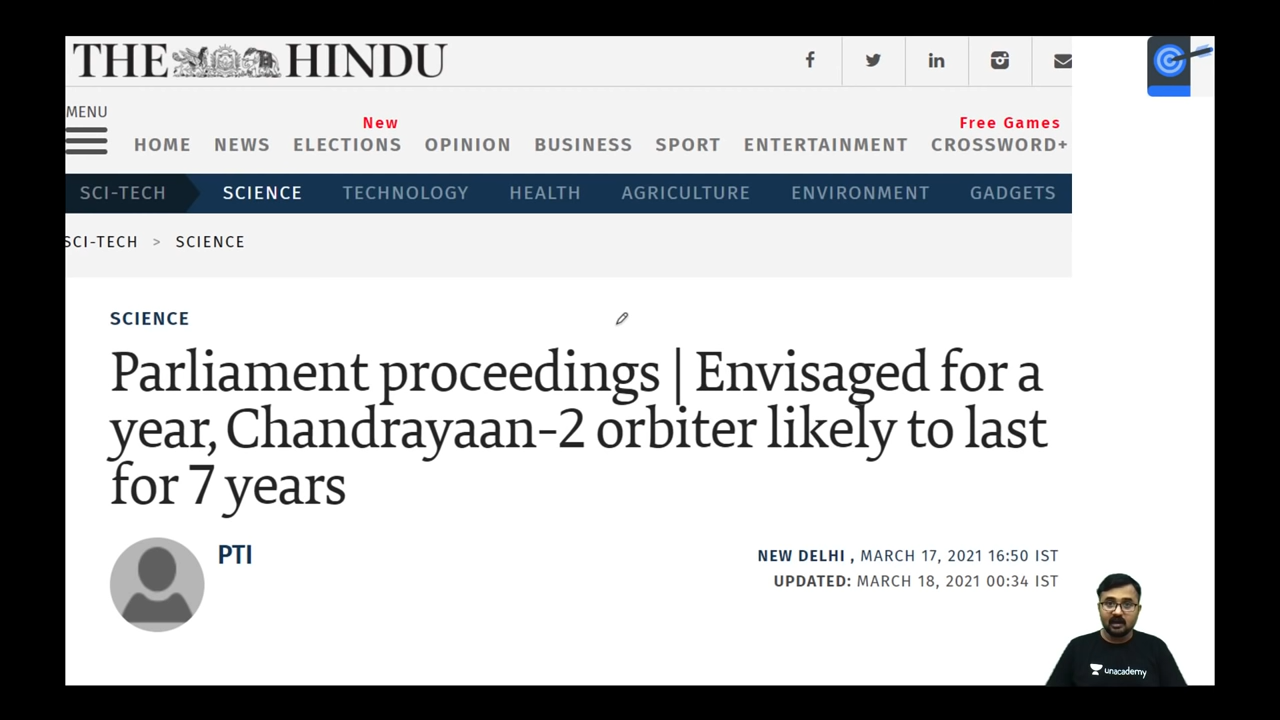 THE HINDU
MENU
HOME NEWS New ELECTIONS OPINION BUSINESS SPORT ENTERTAINMENT Free Games CROSSWORD+
SCI-TECH SCIENCE TECHNOLOGY HEALTH AGRICULTURE ENVIRONMENT GADGETS
SCI-TECH > SCIENCE
SCIENCE
Parliament proceedings | Envisaged for a
year, Chandrayaan-2 orbiter likely to last
for 7 years
PTI
NEW DELHI , MARCH 17, 2021 16:50 IST
UPDATED: MARCH 18, 2021 00:34 IST
unacademy